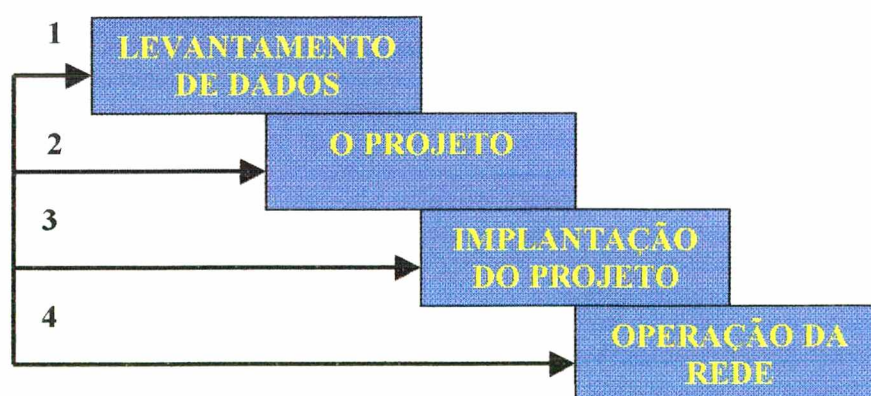 1
LEVANTAMENTO
DE DADOS
2
O PROJETO
3
IMPLANTAÇÃO
DO PROJETO
4
OPERAÇÃO DA
REDE